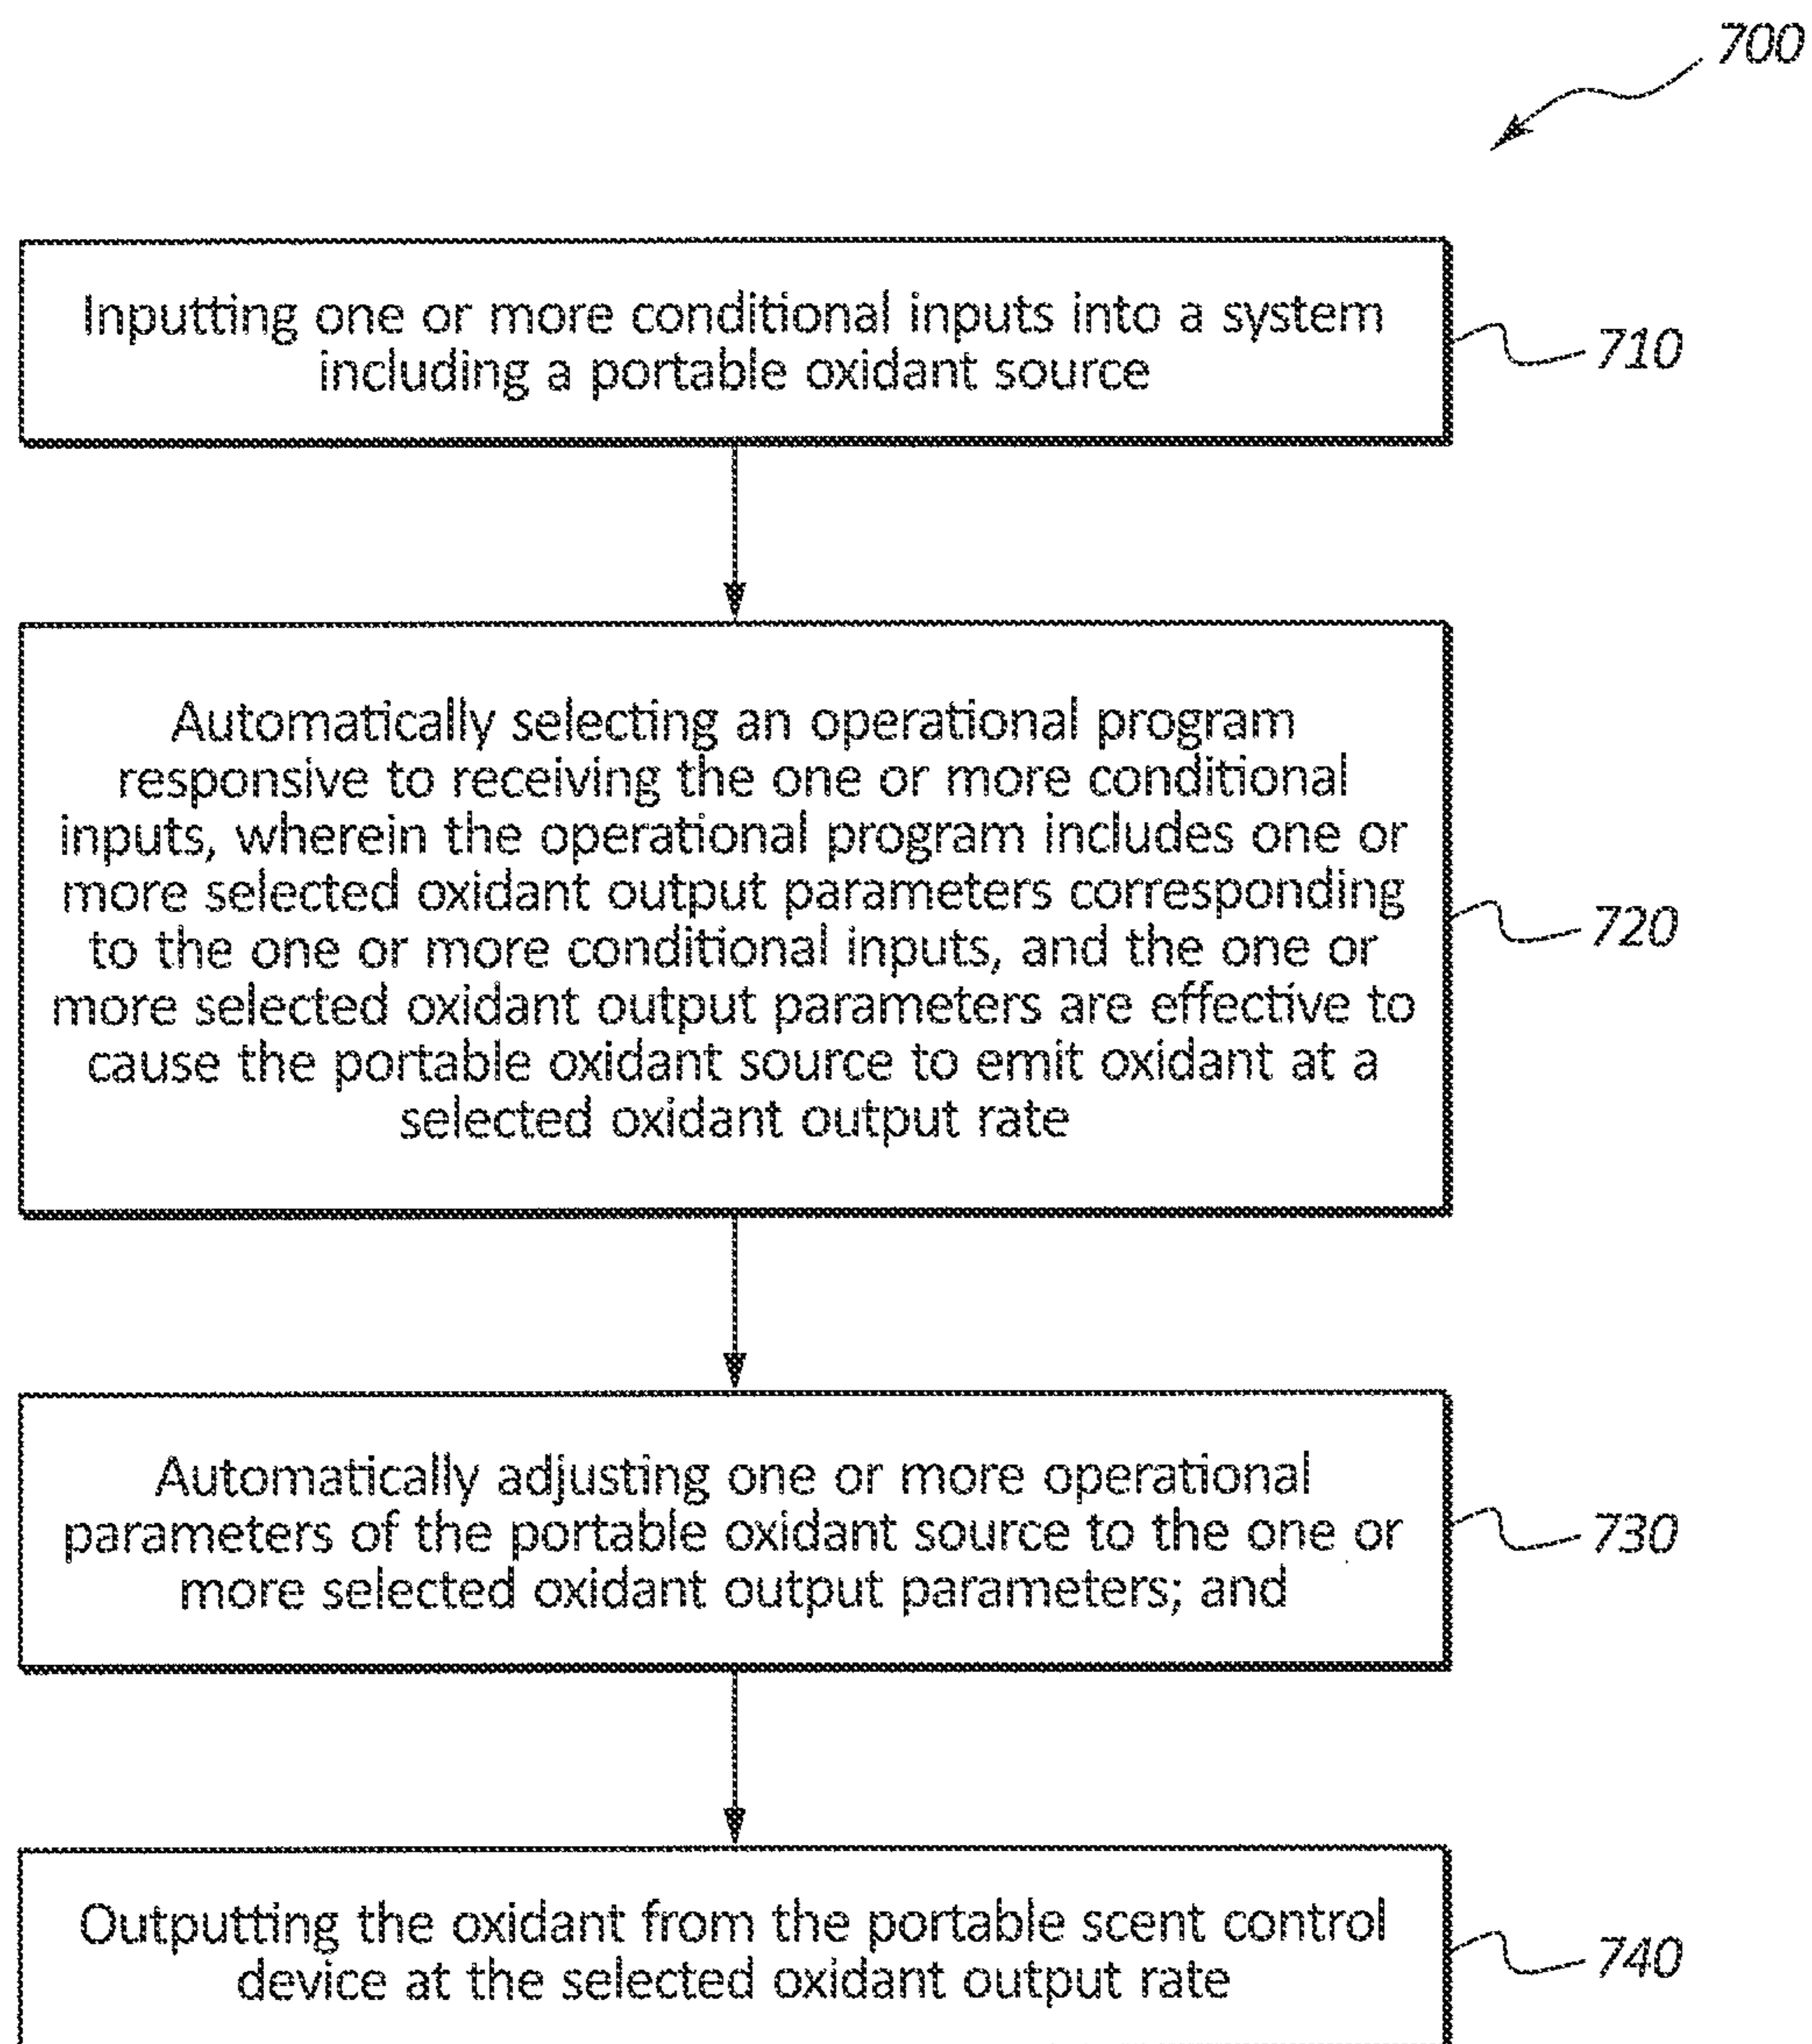 700
Inputting one or more conditional inputs into a system
including a portable oxidant source
710
Automatically selecting an operational program
responsive to receiving the one or more conditional
inputs, wherein the operational program includes one or
more selected oxidant output parameters corresponding
to the one or more conditional inputs, and the one or
more selected oxidant output parameters are effective to
cause the portable oxidant source to emit oxidant at a
selected oxidant output rate
720
Automatically adjusting one or more operational
parameters of the portable oxidant source to the one or
more selected oxidant output parameters; and
730
Outputting the oxidant from the portable scent control
device at the selected oxidant output rate
740